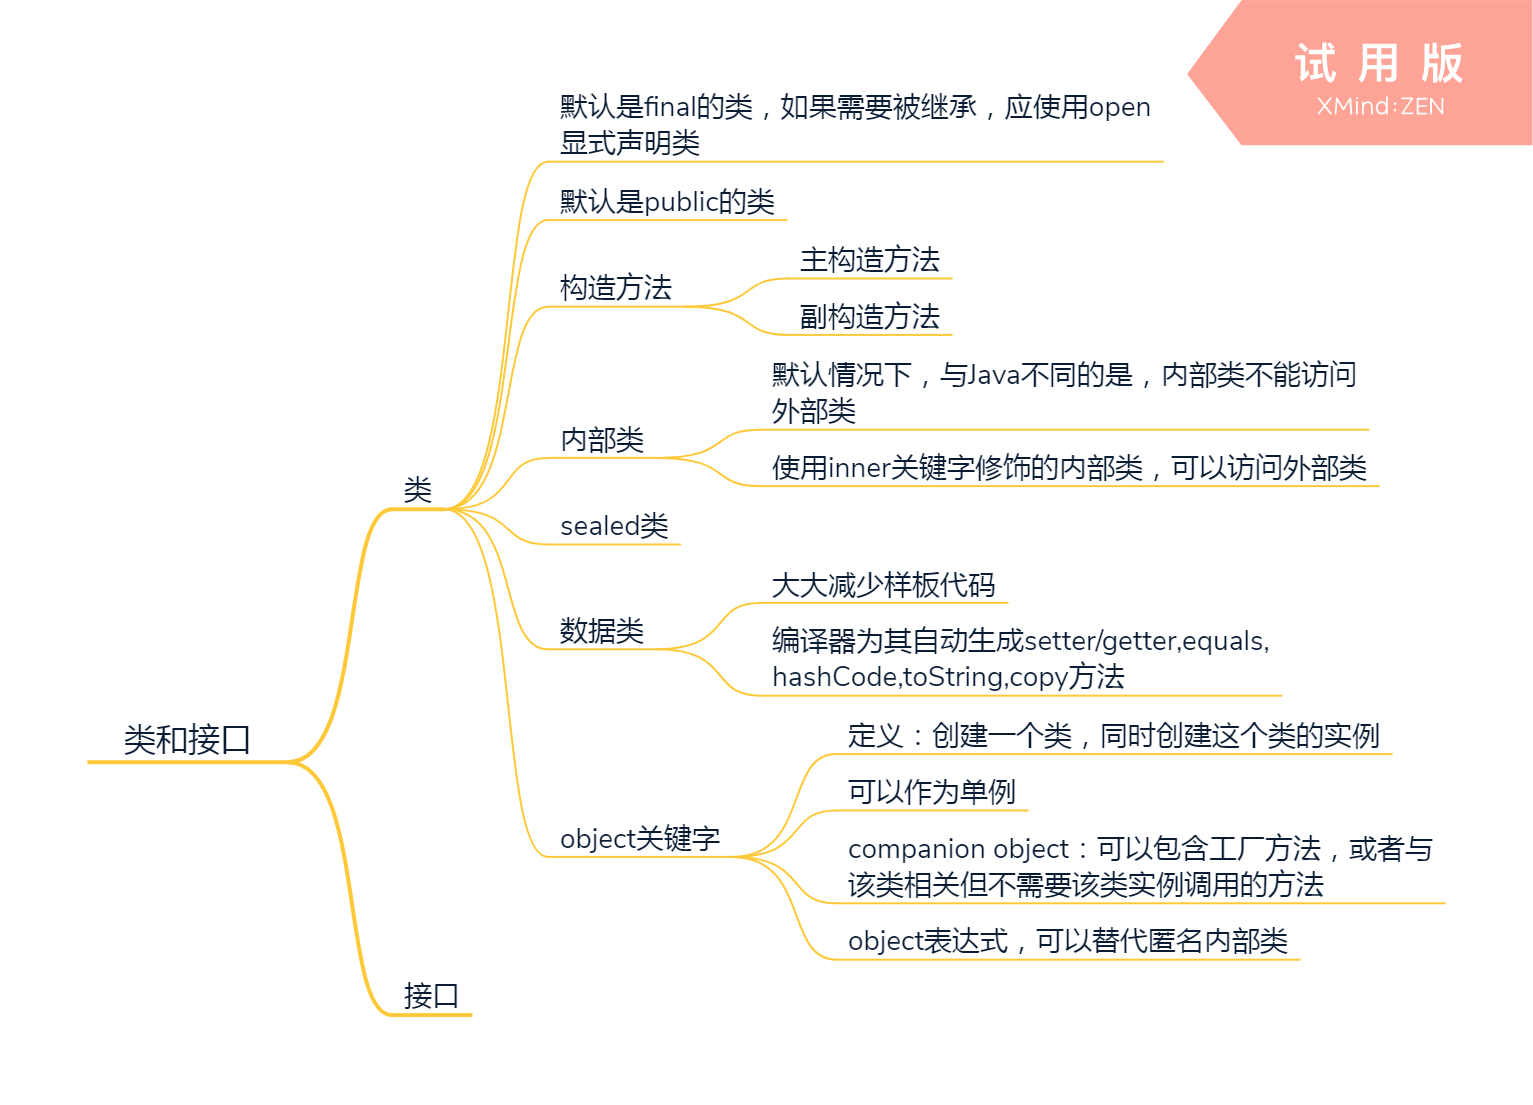 试 用 版
XMind:ZEN
默认是final的类，如果需要被继承，应使用open
显式声明类
默认是public的类
构造方法
主构造方法
副构造方法
内部类
默认情况下，与Java不同的是，内部类不能访问
外部类
使用inner关键字修饰的内部类，可以访问外部类
类
sealed类
数据类
大大减少样板代码
编译器为其自动生成setter/getter,equals,
hashCode,toString,copy方法
类和接口
object关键字
定义：创建一个类，同时创建这个类的实例
可以作为单例
companion object：可以包含工厂方法，或者与
该类相关但不需要该类实例调用的方法
object表达式，可以替代匿名内部类
接口